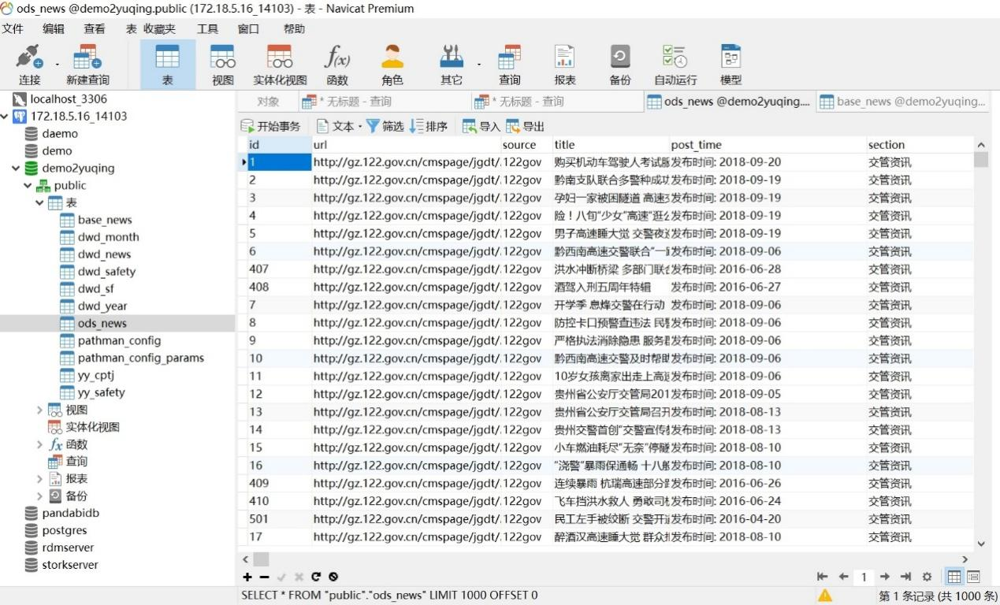 ods_news @demo2yuqing.public (172.18.5.16_14103) - 表 - Navicat Premium
文件 编辑 查看 表 收藏夹 工具 窗口 帮助
连接 新建查询 表 视图 实体化视图 函数 角色 其它 查询 报表 备份 自动运行 模型
localhost_3306
172.18.5.16_14103
daemo
demo
demo2yuqing
public
表
base_news
dwd_month
dwd_news
dwd_safety
dwd_sf
dwd_year
ods_news
pathman_config
pathman_config_params
yy_cptj
yy_safety
视图
实体化视图
函数
查询
报表
备份
pandabidb
postgres
rdmserver
storkserver
对象 * 无标题 - 查询 * 无标题 - 查询 ods_news @demo2yuqing.... base_news @demo2yuqing...
开始事务 文本 筛选 排序 导入 导出
id url source title post_time section
1 http://gz.122.gov.cn/cmspage/jgdt/ 122gov 购买机动车驾驶人考试 发布时间: 2018-09-20 交管资讯
2 http://gz.122.gov.cn/cmspage/jgdt/ 122gov 黔南支队联合多警种成功 发布时间: 2018-09-19 交管资讯
3 http://gz.122.gov.cn/cmspage/jgdt/ 122gov 孕妇一家被困隧道 高速 发布时间: 2018-09-19 交管资讯
4 http://gz.122.gov.cn/cmspage/jgdt/ 122gov 险！八旬“少女”高速“逛 发布时间: 2018-09-19 交管资讯
5 http://gz.122.gov.cn/cmspage/jgdt/ 122gov 男子高速睡大觉 交警夜 发布时间: 2018-09-19 交管资讯
6 http://gz.122.gov.cn/cmspage/jgdt/ 122gov 黔西南高速交警联合“一 发布时间: 2018-09-06 交管资讯
407 http://gz.122.gov.cn/cmspage/jgdt/ 122gov 洪水冲断桥梁 多部门联 发布时间: 2016-06-28 交管资讯
408 http://gz.122.gov.cn/cmspage/jgdt/ 122gov 酒驾入刑五周年特辑 发布时间: 2016-06-27 交管资讯
7 http://gz.122.gov.cn/cmspage/jgdt/ 122gov 开学季 息烽交警在行动 发布时间: 2018-09-06 交管资讯
8 http://gz.122.gov.cn/cmspage/jgdt/ 122gov 防控卡口预警查违法 民 发布时间: 2018-09-06 交管资讯
9 http://gz.122.gov.cn/cmspage/jgdt/ 122gov 严格执法消除隐患 服务 发布时间: 2018-09-06 交管资讯
10 http://gz.122.gov.cn/cmspage/jgdt/ 122gov 黔西南高速交警及时帮助 发布时间: 2018-09-06 交管资讯
11 http://gz.122.gov.cn/cmspage/jgdt/ 122gov 10岁女孩离家出走上高 发布时间: 2018-09-06 交管资讯
12 http://gz.122.gov.cn/cmspage/jgdt/ 122gov 贵州省公安厅交管局201 发布时间: 2018-09-05 交管资讯
13 http://gz.122.gov.cn/cmspage/jgdt/ 122gov 贵州省公安厅交管局召开 发布时间: 2018-08-13 交管资讯
14 http://gz.122.gov.cn/cmspage/jgdt/ 122gov 贵州交警首创“交警宣传 发布时间: 2018-08-13 交管资讯
15 http://gz.122.gov.cn/cmspage/jgdt/ 122gov 小车燃油耗尽“无奈”停 发布时间: 2018-08-10 交管资讯
16 http://gz.122.gov.cn/cmspage/jgdt/ 122gov “浇警”暴雨保通畅 十八 发布时间: 2018-08-10 交管资讯
409 http://gz.122.gov.cn/cmspage/jgdt/ 122gov 连续暴雨 杭瑞高速部分 发布时间: 2016-06-26 交管资讯
410 http://gz.122.gov.cn/cmspage/jgdt/ 122gov 飞车挡洪水救人 勇敢司 发布时间: 2016-06-24 交管资讯
501 http://gz.122.gov.cn/cmspage/jgdt/ 122gov 民工左手被绞断 交警开 发布时间: 2016-04-20 交管资讯
17 http://gz.122.gov.cn/cmspage/jgdt/ 122gov 醉酒汉高速睡大觉 群众 发布时间: 2018-08-10 交管资讯
1
SELECT * FROM "public"."ods_news" LIMIT 1000 OFFSET 0 第 1 条记录 (共 1000 条)